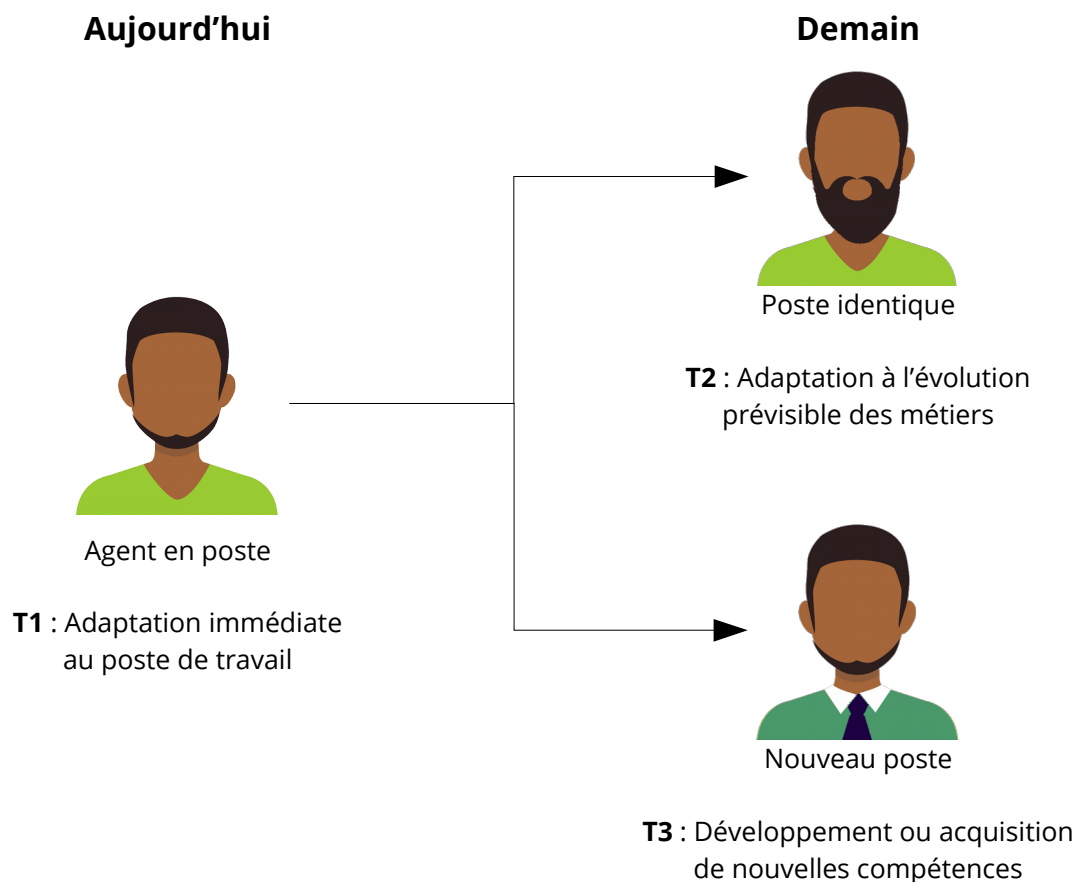 Aujourd’hui
Demain
Poste identique
T2 : Adaptation à l’évolution
prévisible des métiers
Agent en poste
T1 : Adaptation immédiate
au poste de travail
Nouveau poste
T3 : Développement ou acquisition
de nouvelles compétences